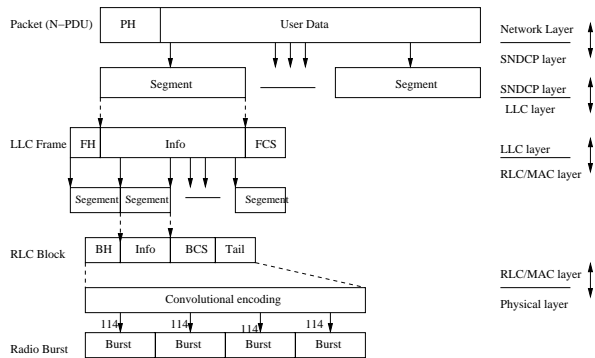 Packet (N-PDU)
PH
User Data
Network Layer
SNDCP layer
Segment
Segment
SNDCP layer
LLC layer
LLC Frame
FH
Info
FCS
LLC layer
RLC/MAC layer
Segement
Segment
Segment
RLC Block
BH
Info
BCS
Tail
RLC/MAC layer
Physical layer
Convolutional encoding
114
114
114
114
Radio Burst
Burst
Burst
Burst
Burst